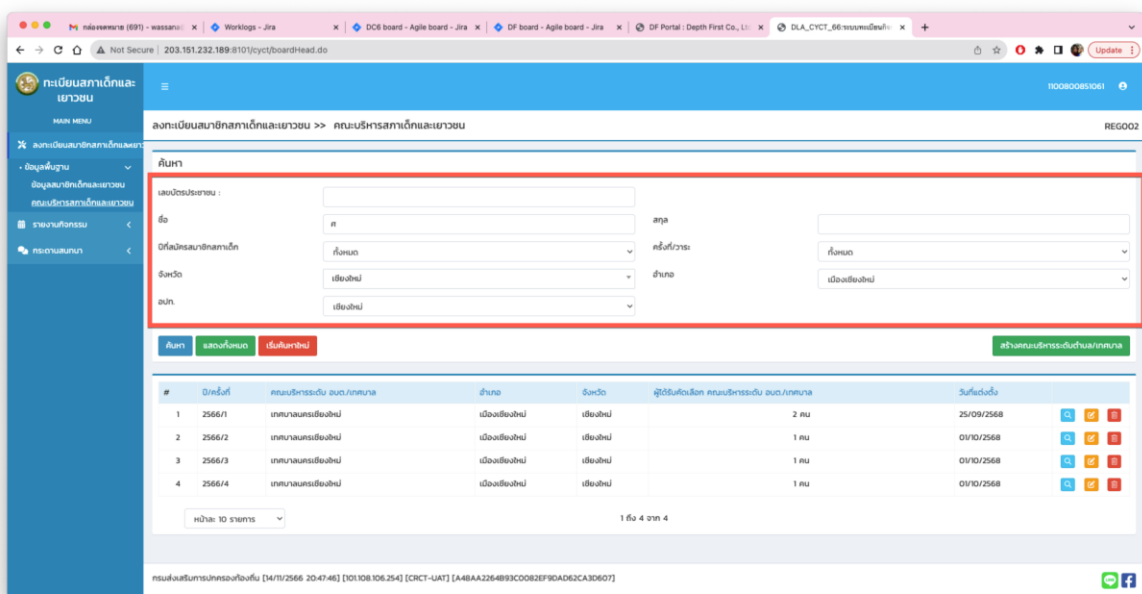 กล่องจดหมาย (691) - wassana
Worklogs - Jira
DC6 board - Agile board - Jira
DF board - Agile board - Jira
DF Portal : Depth First Co., Lt
DLA_CYCT_66:ระบบทะเบียน
Not Secure | 203.151.232.189:8101/cyct/boardHead.do
Update
ทะเบียนสภาเด็กและ
เยาวชน
1100800851061
MAIN MENU
ลงทะเบียนสมาชิกสภาเด็กและเยาวชน >> คณะบริหารสภาเด็กและเยาวชน
REG002
ลงทะเบียนสมาชิกสภาเด็กและเยาว
ข้อมูลพื้นฐาน
ข้อมูลสมาชิกเด็กและเยาวชน
คณะบริหารสภาเด็กและเยาวชน
รายงานกิจกรรม
กระดานสนทนา
ค้นหา
เลขบัตรประชาชน :
ชื่อ ศ สกุล
ปีที่สมัครสมาชิกสภาเด็ก ทั้งหมด ครั้งที่/วาระ ทั้งหมด
จังหวัด เชียงใหม่ อำเภอ เมืองเชียงใหม่
อปท. เชียงใหม่
ค้นหา แสดงทั้งหมด เริ่มค้นหาใหม่ สร้างคณะบริหารระดับตำบล/เทศบาล
# ปี/ครั้งที่ คณะบริหารระดับ อบต./เทศบาล อำเภอ จังหวัด ผู้ได้รับคัดเลือก คณะบริหารระดับ อบต./เทศบาล วันที่แต่งตั้ง
1 2566/1 เทศบาลนครเชียงใหม่ เมืองเชียงใหม่ เชียงใหม่ 2 คน 25/09/2568
2 2566/2 เทศบาลนครเชียงใหม่ เมืองเชียงใหม่ เชียงใหม่ 1 คน 01/10/2568
3 2566/3 เทศบาลนครเชียงใหม่ เมืองเชียงใหม่ เชียงใหม่ 1 คน 01/10/2568
4 2566/4 เทศบาลนครเชียงใหม่ เมืองเชียงใหม่ เชียงใหม่ 1 คน 01/10/2568
หน้าละ 10 รายการ 1 ถึง 4 จาก 4
กรมส่งเสริมการปกครองท้องถิ่น [14/11/2566 20:47:46] [101.108.106.254] [CRCT-UAT] [A4BAA2264B93C0082EF9DAD62CA3D607]